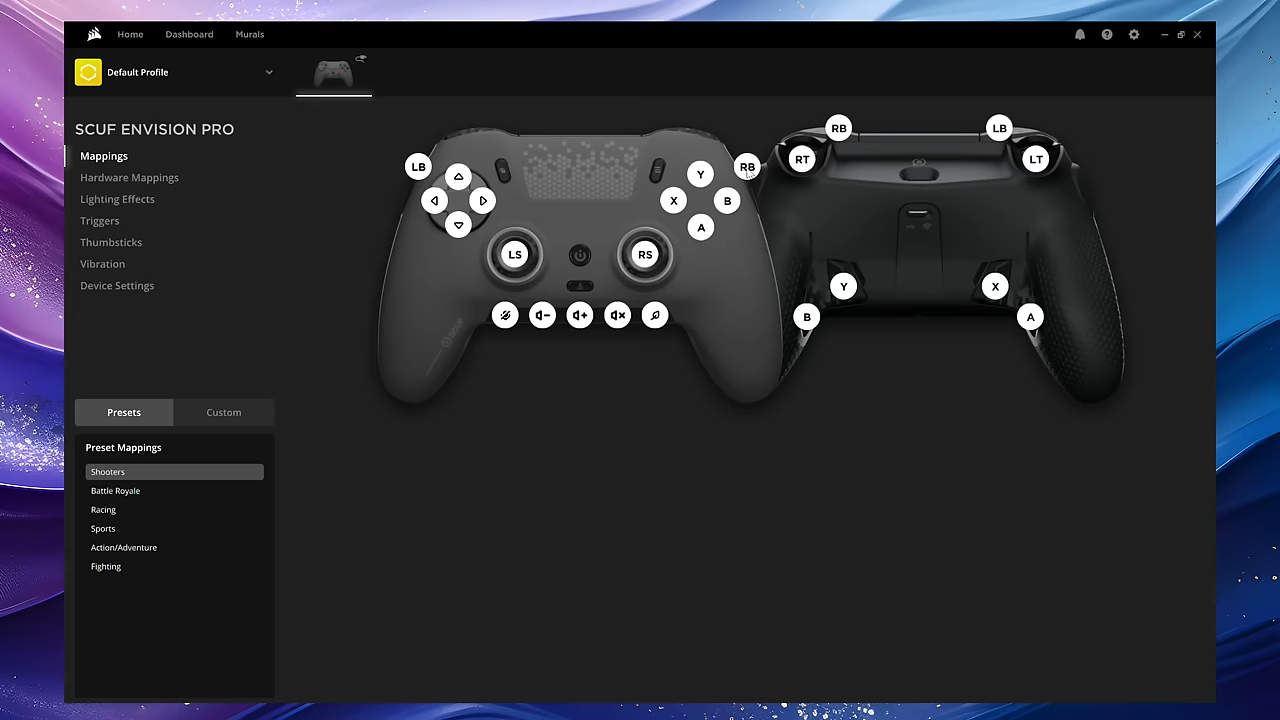 Home Dashboard Murals
Default Profile
SCUF ENVISION PRO
Mappings
Hardware Mappings
Lighting Effects
Triggers
Thumbsticks
Vibration
Device Settings
LB
Y
RB
X
B
A
LS
RS
RB
LB
RT
LT
Y
X
B
A
Presets Custom
Preset Mappings
Shooters
Battle Royale
Racing
Sports
Action/Adventure
Fighting